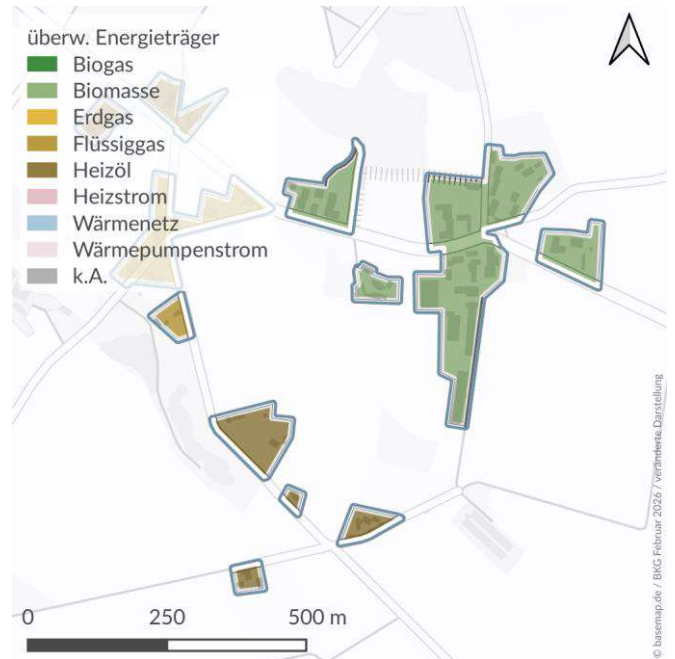 überw. Energieträger
Biogas
Biomasse
Erdgas
Flüssiggas
Heizöl
Heizstrom
Wärmenetz
Wärmepumpenstrom
k.A.
0 250 500 m
© basemap.de / BKG Februar 2026 / veränderte Darstellung